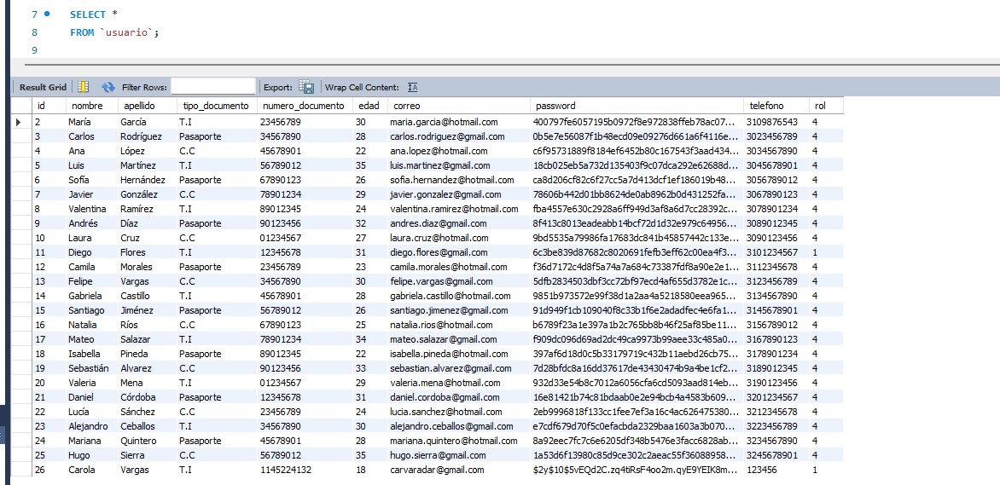 7 SELECT *
8 FROM `usuario`;
9
Result Grid Filter Rows: Export: Wrap Cell Content: IA
id nombre apellido tipo_documento numero_documento edad correo password telefono rol
2 María García T.I 23456789 30 maria.garcia@hotmail.com 400797fe6057195b0972f8e972838ffeb78ac07... 3109876543 4
3 Carlos Rodríguez Pasaporte 34567890 28 carlos.rodriguez@gmail.com 0b5e7e56087f1b48ecd09e09276d661a6f4116e... 3023456789 4
4 Ana López C.C 45678901 22 ana.lopez@hotmail.com c6f95731889f8184ef6452b80c167543f3aad434... 3034567890 4
5 Luis Martínez T.I 56789012 35 luis.martinez@gmail.com 18cb025eb5a732d135403f9c07dca292e62688d... 3045678901 4
6 Sofía Hernández Pasaporte 67890123 26 sofia.hernandez@hotmail.com ca8d206cf82c6f27cc5a7d413dcf1ef186019b48... 3056789012 4
7 Javier González C.C 78901234 29 javier.gonzalez@gmail.com 78606b442d01bb8624de0ab8962b0d431252fa... 3067890123 4
8 Valentina Ramírez T.I 89012345 24 valentina.ramirez@hotmail.com fba4557e630c2928a6ff949d3af8a6d7cc28392c... 3078901234 4
9 Andrés Díaz Pasaporte 90123456 32 andres.diaz@gmail.com 8f413c8013eadeabb14bcf72d1d32e979c64956... 3089012345 4
10 Laura Cruz C.C 01234567 27 laura.cruz@hotmail.com 9bd5535a79986fa17683dc841b45857442c133e... 3090123456 4
11 Diego Flores T.I 12345678 31 diego.flores@gmail.com 6c3be839d87682c8020691fefb3eff62c00ea4f3... 3101234567 1
12 Camila Morales Pasaporte 23456789 23 camila.morales@hotmail.com f36d7172c4d8f5a74a7a684c73387fdf8a90e2e1... 3112345678 4
13 Felipe Vargas C.C 34567890 30 felipe.vargas@gmail.com 5dfb2834503dbf3cc72bf97ecd4af655d3782e1c... 3123456789 4
14 Gabriela Castillo T.I 45678901 28 gabriela.castillo@hotmail.com 9851b973572e99f38d1a2aa4a5218580eea965... 3134567890 4
15 Santiago Jiménez Pasaporte 56789012 26 santiago.jimenez@gmail.com 91d949f1cb109040f8c33b1f6e2adadfec4e6fa1... 3145678901 4
16 Natalia Ríos C.C 67890123 25 natalia.rios@hotmail.com b6789f23a1e397a1b2c765bb8b46f25af85be11... 3156789012 4
17 Mateo Salazar T.I 78901234 34 mateo.salazar@gmail.com f909dc096d69ad2dc49ca9973b99aee33c485a0... 3167890123 4
18 Isabella Pineda Pasaporte 89012345 22 isabella.pineda@hotmail.com 397af6d18d0c5b33179719c432b11aebd26cb75... 3178901234 4
19 Sebastián Alvarez C.C 90123456 33 sebastian.alvarez@gmail.com 7d28bfdc8a16dd37617de43430474b9a4be1cf2... 3189012345 4
20 Valeria Mena T.I 01234567 29 valeria.mena@hotmail.com 932d33e54b8c7012a6056cfa6cd5093aad814eb... 3190123456 4
21 Daniel Córdoba Pasaporte 12345678 31 daniel.cordoba@gmail.com 16e81421b74c81bdaab0e2e94bcb4a4583b609... 3201234567 4
22 Lucía Sánchez C.C 23456789 24 lucia.sanchez@hotmail.com 2eb9996818f133cc1fee7ef3a16c4ac626475380... 3212345678 4
23 Alejandro Ceballos T.I 34567890 30 alejandro.ceballos@gmail.com e7cdf679d70f5c0efacbda2329baa1603a3b070... 3223456789 4
24 Mariana Quintero Pasaporte 45678901 28 mariana.quintero@hotmail.com 8a92eec7fc7c6e6205df348b5476e3facc6828ab... 3234567890 4
25 Hugo Sierra C.C 56789012 35 hugo.sierra@gmail.com 1a53d6f13980c85d9ce302c2eaec55f36088958... 3245678901 4
26 Carola Vargas T.I 1145224132 18 carvaradar@gmail.com $2y$10$5vEQd2C.zq4tiRsF4oo2m.qyE9YEIK8m... 123456 1